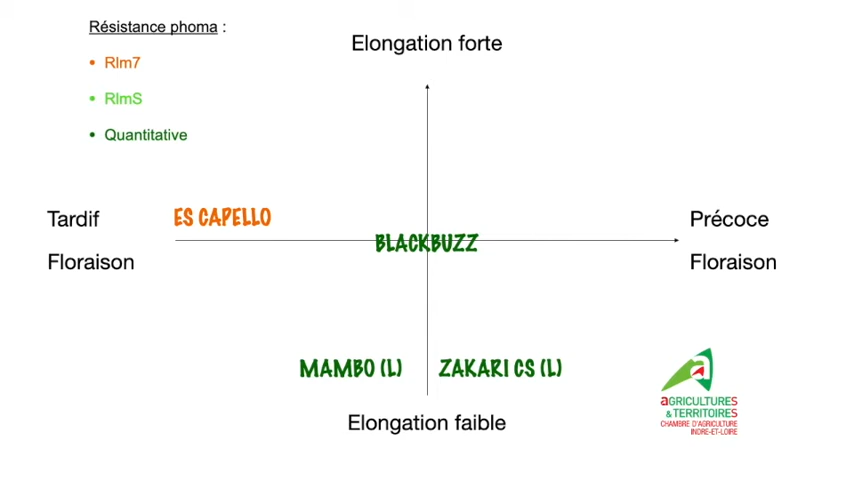 Résistance phoma :
• Rlm7
• RlmS
• Quantitative
Elongation forte
Tardif
Floraison
ES CAPELLO
BLACKBUZZ
Précoce
Floraison
MAMBO (L)
ZAKARI CS (L)
Elongation faible
aGRICULTURES
& TERRITOIRES
CHAMBRE D'AGRICULTURE
INDRE-ET-LOIRE